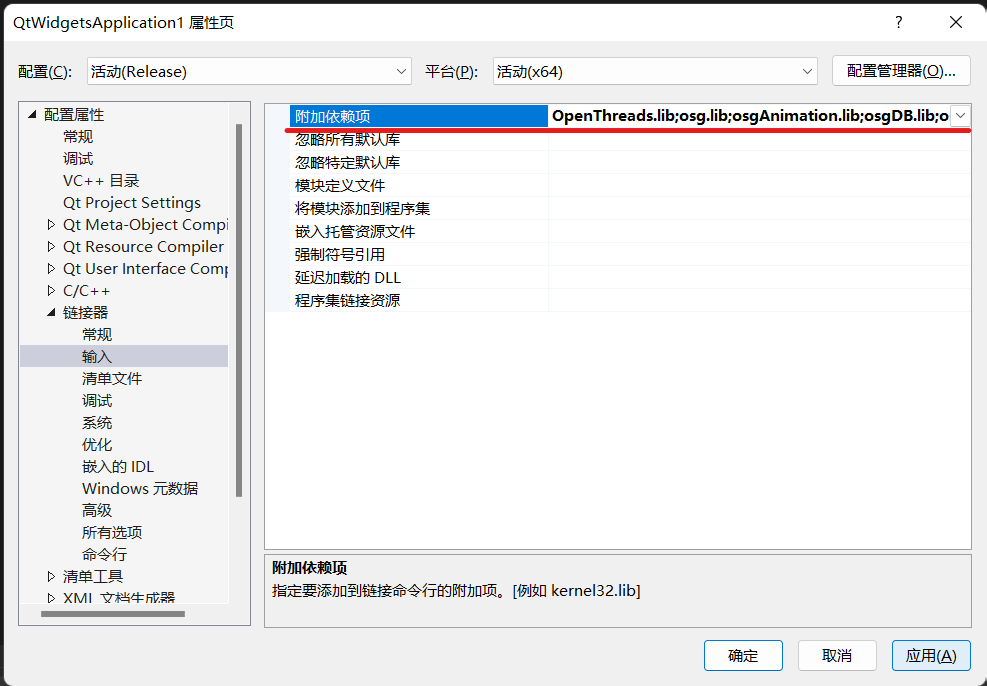 QtWidgetsApplication1 属性页
?
配置(C):
活动(Release)
平台(P):
活动(x64)
配置管理器(O)...
配置属性
常规
调试
VC++ 目录
Qt Project Settings
Qt Meta-Object Compi
Qt Resource Compiler
Qt User Interface Comp
C/C++
链接器
常规
输入
清单文件
调试
系统
优化
嵌入的 IDL
Windows 元数据
高级
所有选项
命令行
清单工具
XML 文档生成器
附加依赖项 OpenThreads.lib;osg.lib;osgAnimation.lib;osgDB.lib;o
忽略所有默认库
忽略特定默认库
模块定义文件
将模块添加到程序集
嵌入托管资源文件
强制符号引用
延迟加载的 DLL
程序集链接资源
附加依赖项
指定要添加到链接命令行的附加项。[例如 kernel32.lib]
确定
取消
应用(A)